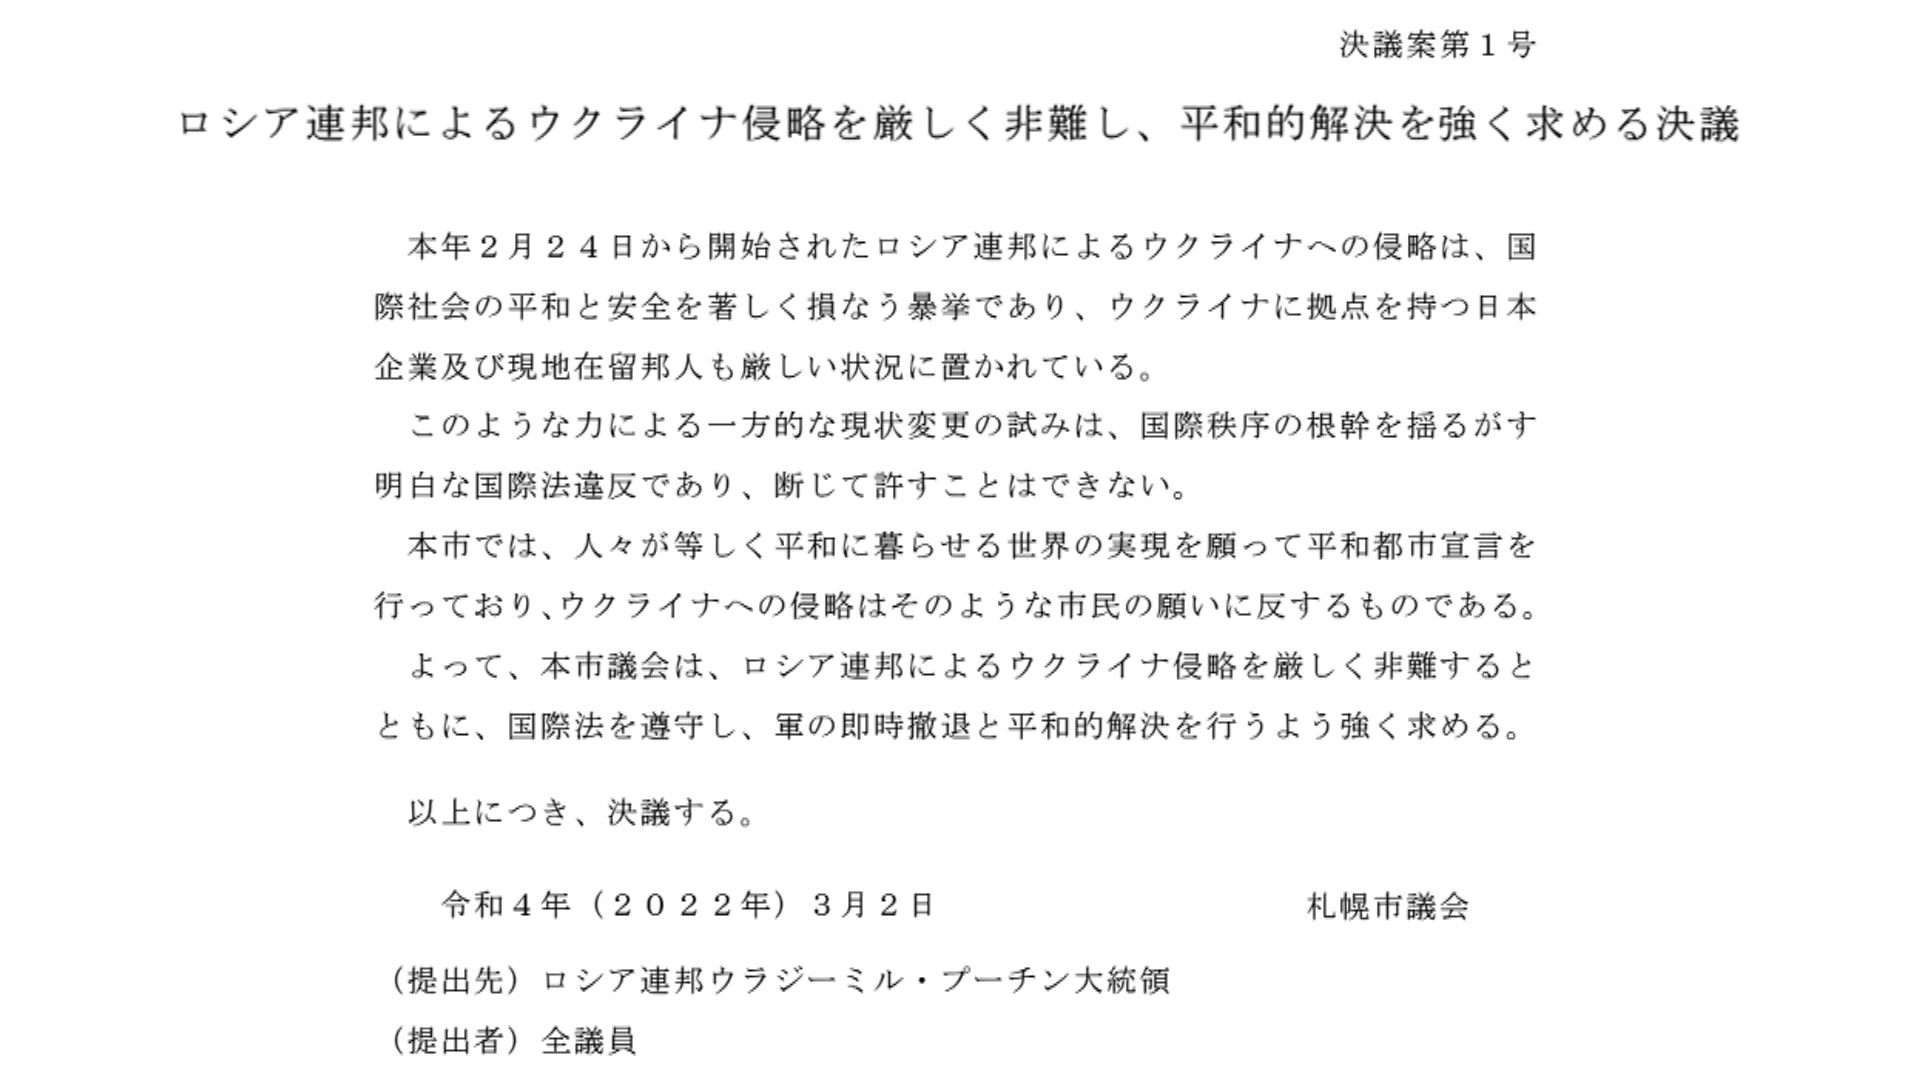 決議案第１号
ロシア連邦によるウクライナ侵略を厳しく非難し、平和的解決を強く求める決議
本年２月２４日から開始されたロシア連邦によるウクライナへの侵略は、国
際社会の平和と安全を著しく損なう暴挙であり、ウクライナに拠点を持つ日本
企業及び現地在留邦人も厳しい状況に置かれている。
このような力による一方的な現状変更の試みは、国際秩序の根幹を揺るがす
明白な国際法違反であり、断じて許すことはできない。
本市では、人々が等しく平和に暮らせる世界の実現を願って平和都市宣言を
行っており、ウクライナへの侵略はそのような市民の願いに反するものである。
よって、本市議会は、ロシア連邦によるウクライナ侵略を厳しく非難すると
ともに、国際法を遵守し、軍の即時撤退と平和的解決を行うよう強く求める。
以上につき、決議する。
令和４年（２０２２年）３月２日　札幌市議会
（提出先）ロシア連邦ウラジーミル・プーチン大統領
（提出者）全議員